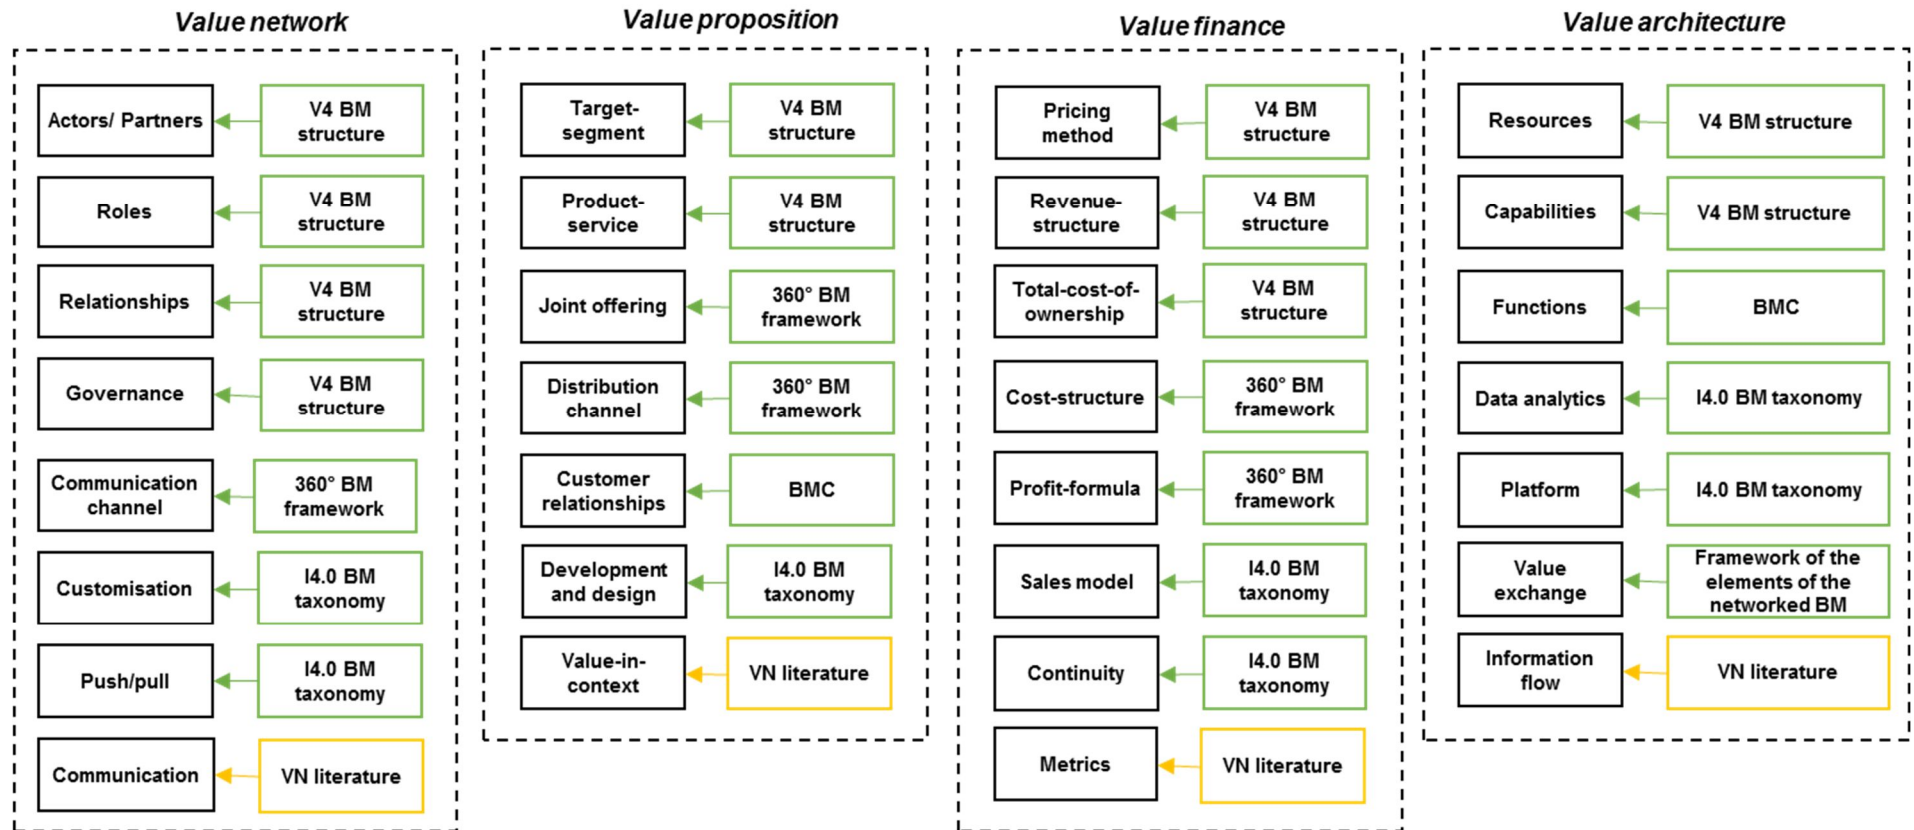 Value network
Actors/ Partners
V4 BM
structure
Roles
V4 BM
structure
Relationships
V4 BM
structure
Governance
V4 BM
structure
Communication
channel
360° BM
framework
Customisation
I4.0 BM
taxonomy
Push/pull
I4.0 BM
taxonomy
Communication
VN literature
Value proposition
Target-
segment
V4 BM
structure
Product-
service
V4 BM
structure
Joint offering
360° BM
framework
Distribution
channel
360° BM
framework
Customer
relationships
BMC
Development
and design
I4.0 BM
taxonomy
Value-in-
context
VN literature
Value finance
Pricing
method
V4 BM
structure
Revenue-
structure
V4 BM
structure
Total-cost-of-
ownership
V4 BM
structure
Cost-structure
360° BM
framework
Profit-formula
360° BM
framework
Sales model
I4.0 BM
taxonomy
Continuity
I4.0 BM
taxonomy
Metrics
VN literature
Value architecture
Resources
V4 BM structure
Capabilities
V4 BM structure
Functions
BMC
Data analytics
I4.0 BM taxonomy
Platform
I4.0 BM taxonomy
Value
exchange
Framework of the
elements of the
networked BM
Information
flow
VN literature